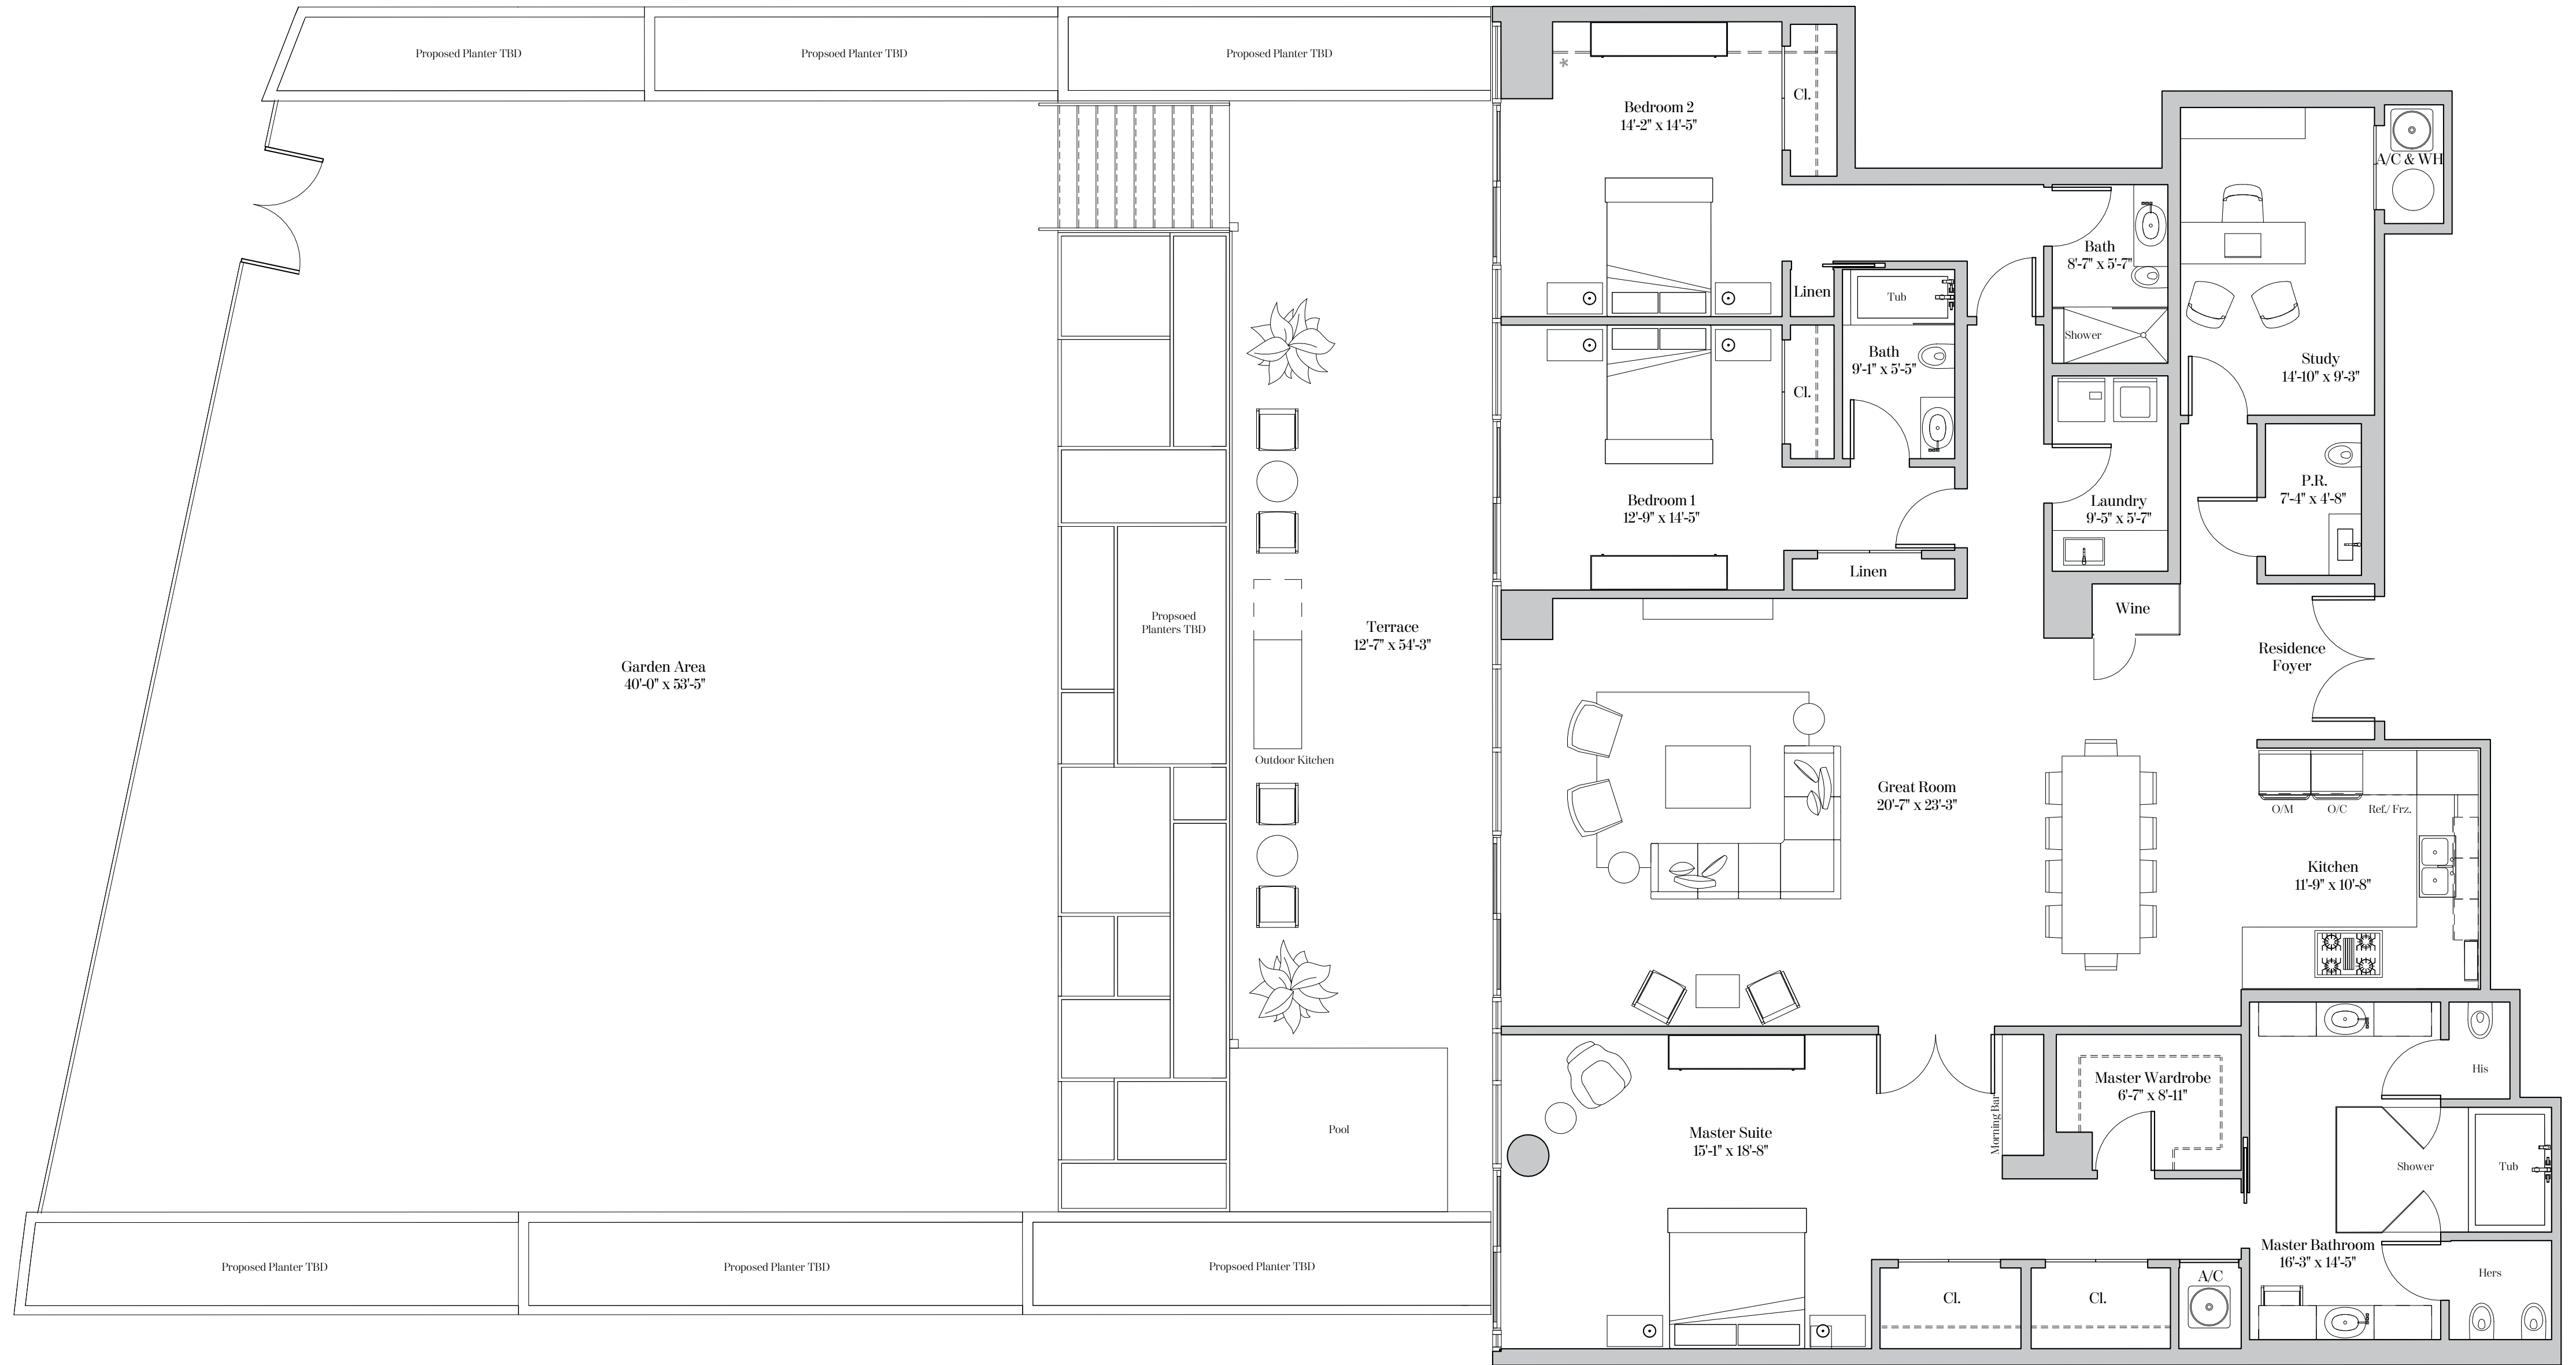 Proposed Planter TBD
Propsoed Planter TBD
Proposed Planter TBD
*
Bedroom 2
14'-2" x 14'-5"
Cl.
A/C & WH
Bath
8'-7" x 5'-7"
Linen
Tub
Shower
Bath
9'-1" x 5'-5"
Study
14'-10" x 9'-3"
Cl.
Bedroom 1
12'-9" x 14'-5"
Laundry
9'-5" x 5'-7"
P.R.
7'-4" x 4'-8"
Linen
Wine
Propsoed
Planters TBD
Terrace
12'-7" x 54'-3"
Residence
Foyer
Garden Area
40'-0" x 53'-5"
Outdoor Kitchen
Great Room
20'-7" x 23'-3"
O/M
O/C
Ref./ Frz.
Kitchen
11'-9" x 10'-8"
His
Master Wardrobe
6'-7" x 8'-11"
Morning Bar
Pool
Master Suite
15'-1" x 18'-8"
Shower
Tub
Master Bathroom
16'-3" x 14'-5"
Proposed Planter TBD
Proposed Planter TBD
Propsoed Planter TBD
Hers
A/C
Cl.
Cl.